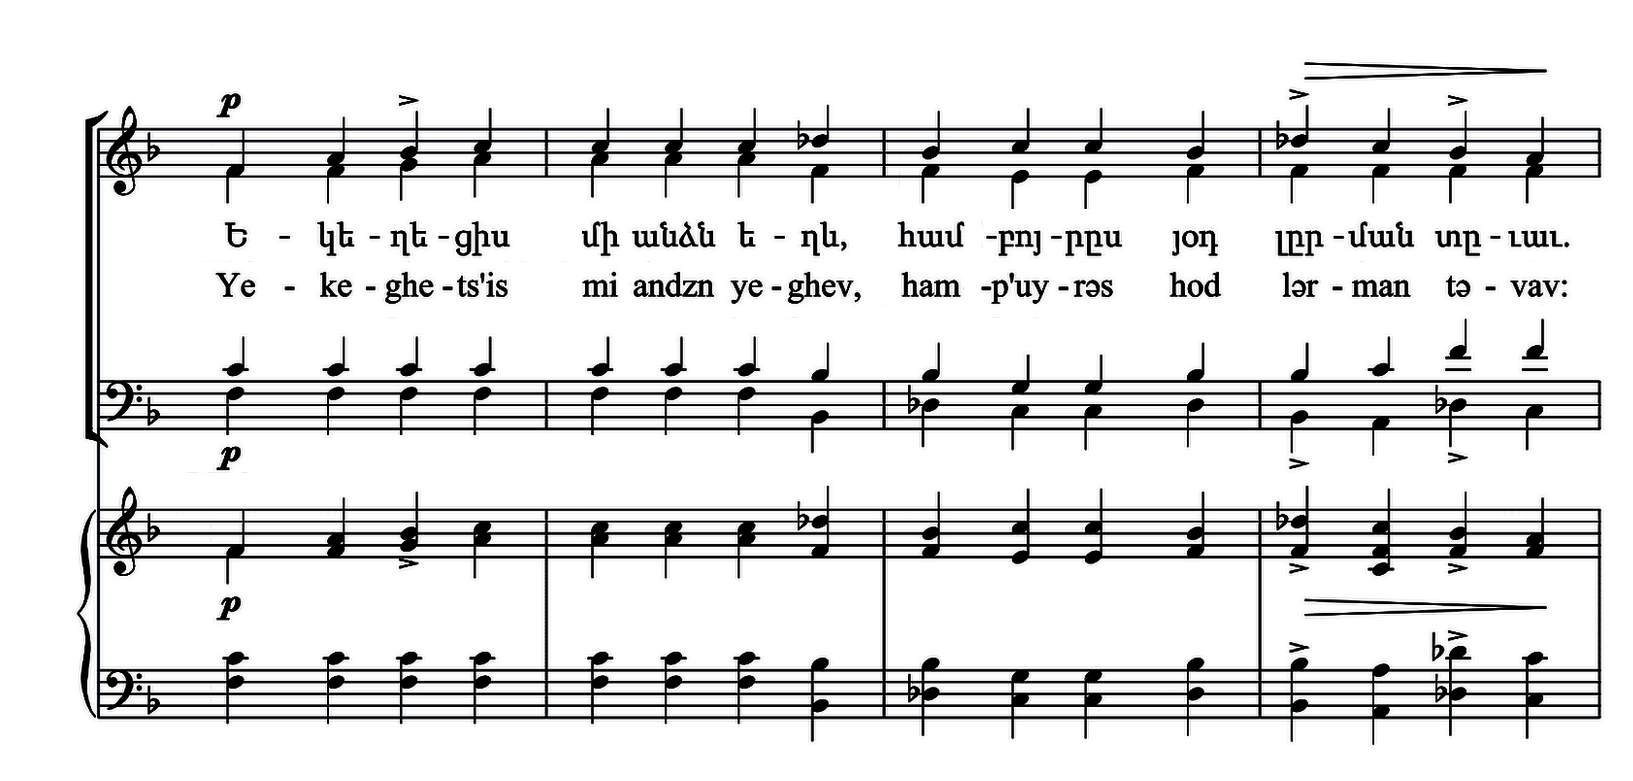 p
Ե - կե - ղե - ցիս մի անձն ե - ղև, համ - բոյ - րըս յօդ լըր - ման տը - ւաւ.
Ye - ke - ghe - ts'is mi andzn ye - ghev, ham - p'uy - rəs hod lər - man tə - vav:
p
p